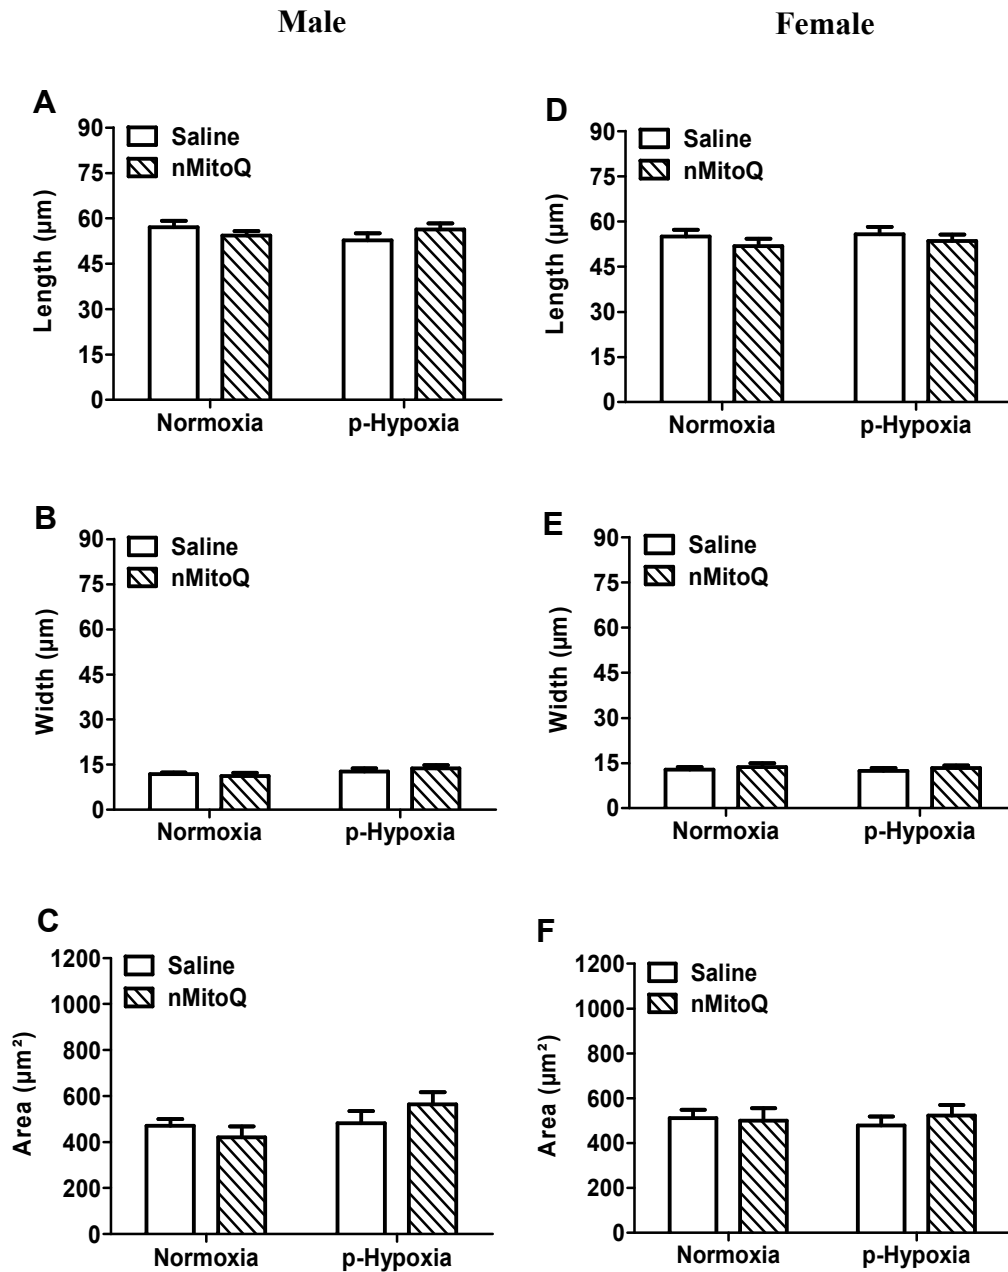 Male
Female
A
90
75
60
45
30
15
0
Length (µm)
Saline
nMitoQ
Normoxia
p-Hypoxia
D
90
75
60
45
30
15
0
Length (µm)
Saline
nMitoQ
Normoxia
p-Hypoxia
B
90
75
60
45
30
15
0
Width (µm)
Saline
nMitoQ
Normoxia
p-Hypoxia
E
90
75
60
45
30
15
0
Width (µm)
Saline
nMitoQ
Normoxia
p-Hypoxia
C
1200
1000
800
600
400
200
0
Area (µm²)
Saline
nMitoQ
Normoxia
p-Hypoxia
F
1200
1000
800
600
400
200
0
Area (µm²)
Saline
nMitoQ
Normoxia
p-Hypoxia